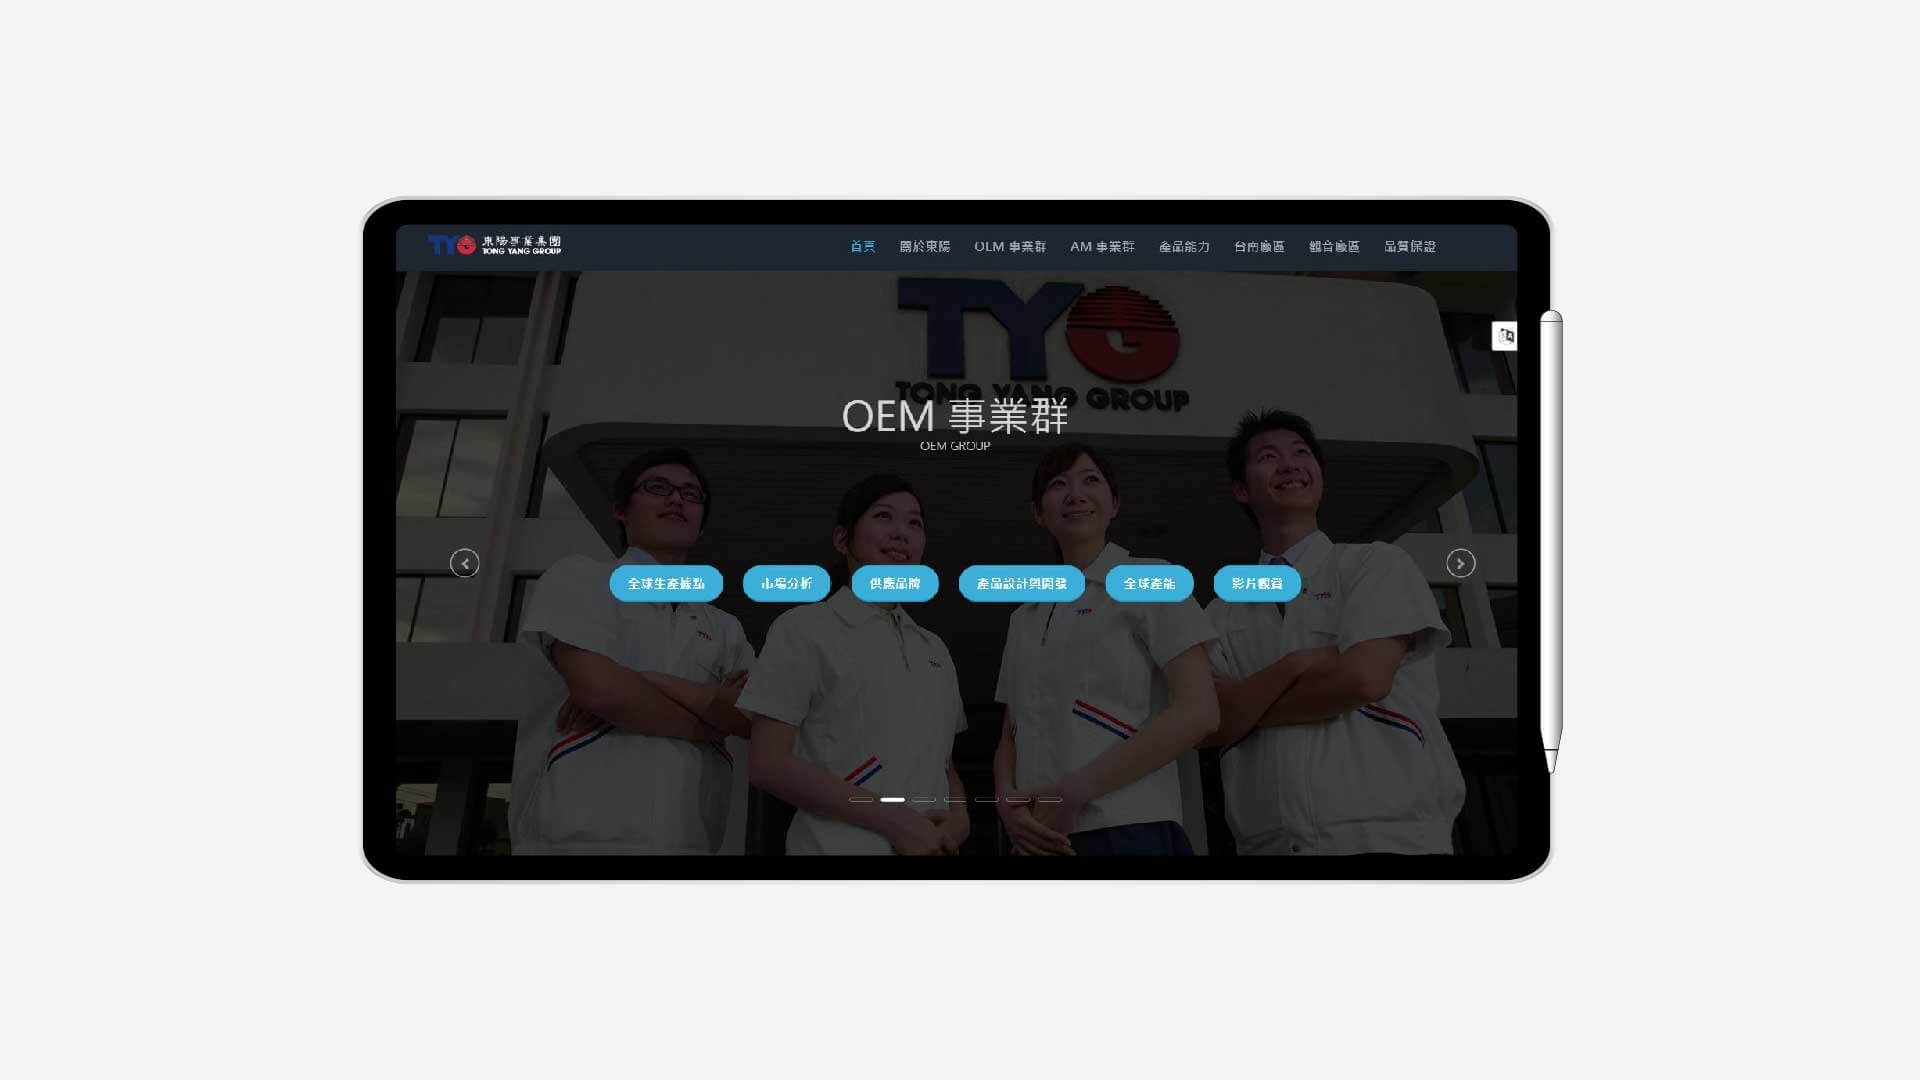 TYG 東陽事業集團
TONG YANG GROUP
首頁 關於東陽 OEM 事業群 AM 事業群 產品能力 台南廠區 觀音廠區 品質保證
TYG
TONG YANG GROUP
OEM 事業群
OEM GROUP
全球生產據點 市場分析 供應品牌 產品設計與開發 全球產能 影片觀賞